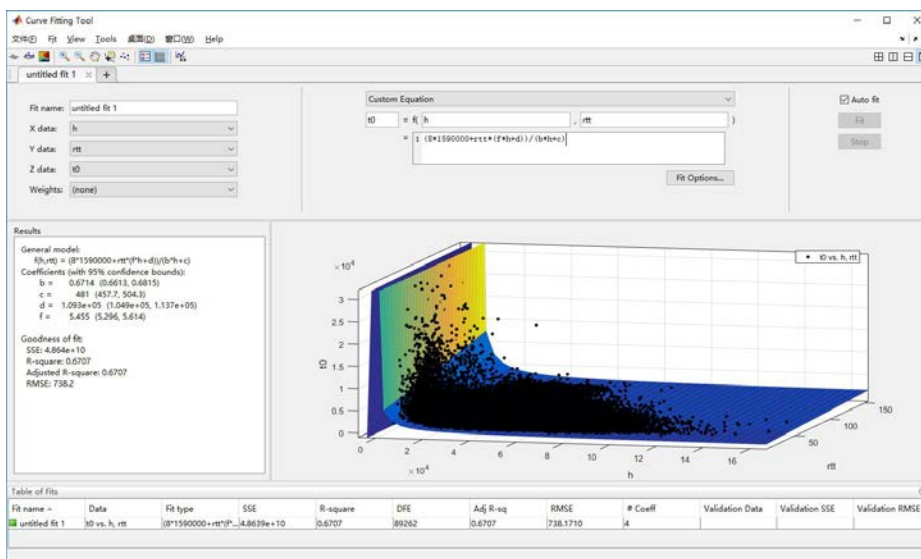 Curve Fitting Tool
文件(F) Fit View Tools 桌面(D) 窗口(W) Help
untitled fit 1
Fit name: untitled fit 1
X data: h
Y data: rtt
Z data: t0
Weights: (none)
Custom Equation
t0 = f( h , rtt )
= 1 (8*1590000+rtt*(f*h+d))/(b*h+c)
Fit Options...
Auto fit
Fit
Stop
Results
General model:
f(h,rtt) = (8*1590000+rtt*(f*h+d))/(b*h+c)
Coefficients (with 95% confidence bounds):
b = 0.6714 (0.6613, 0.6815)
c = 481 (457.7, 504.3)
d = 1.093e+05 (1.049e+05, 1.137e+05)
f = 5.455 (5.296, 5.614)
Goodness of fit:
SSE: 4.864e+10
R-square: 0.6707
Adjusted R-square: 0.6707
RMSE: 738.2
t0 vs. h, rtt
×10^4
3
2.5
2
1.5
1
0.5
0
t0
0 2 4 6 8 10 12 14 16
×10^4
h
50 100 150
rtt
Table of Fits
Fit name Data Fit type SSE R-square DFE Adj R-sq RMSE # Coeff Validation Data Validation SSE Validation RMSE
untitled fit 1 t0 vs. h, rtt (8*1590000+rtt*(f*... 4.8639e+10 0.6707 89262 0.6707 738.1710 4